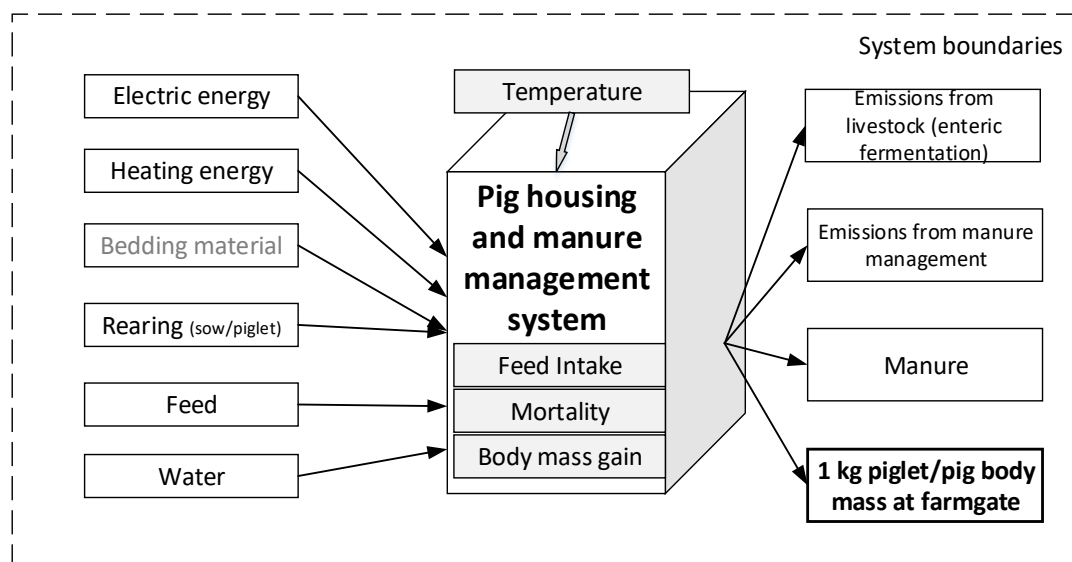 System boundaries
Electric energy
Heating energy
Bedding material
Rearing (sow/piglet)
Feed
Water
Temperature
Pig housing
and manure
management
system
Feed Intake
Mortality
Body mass gain
Emissions from
livestock (enteric
fermentation)
Emissions from manure
management
Manure
1 kg piglet/pig body
mass at farmgate